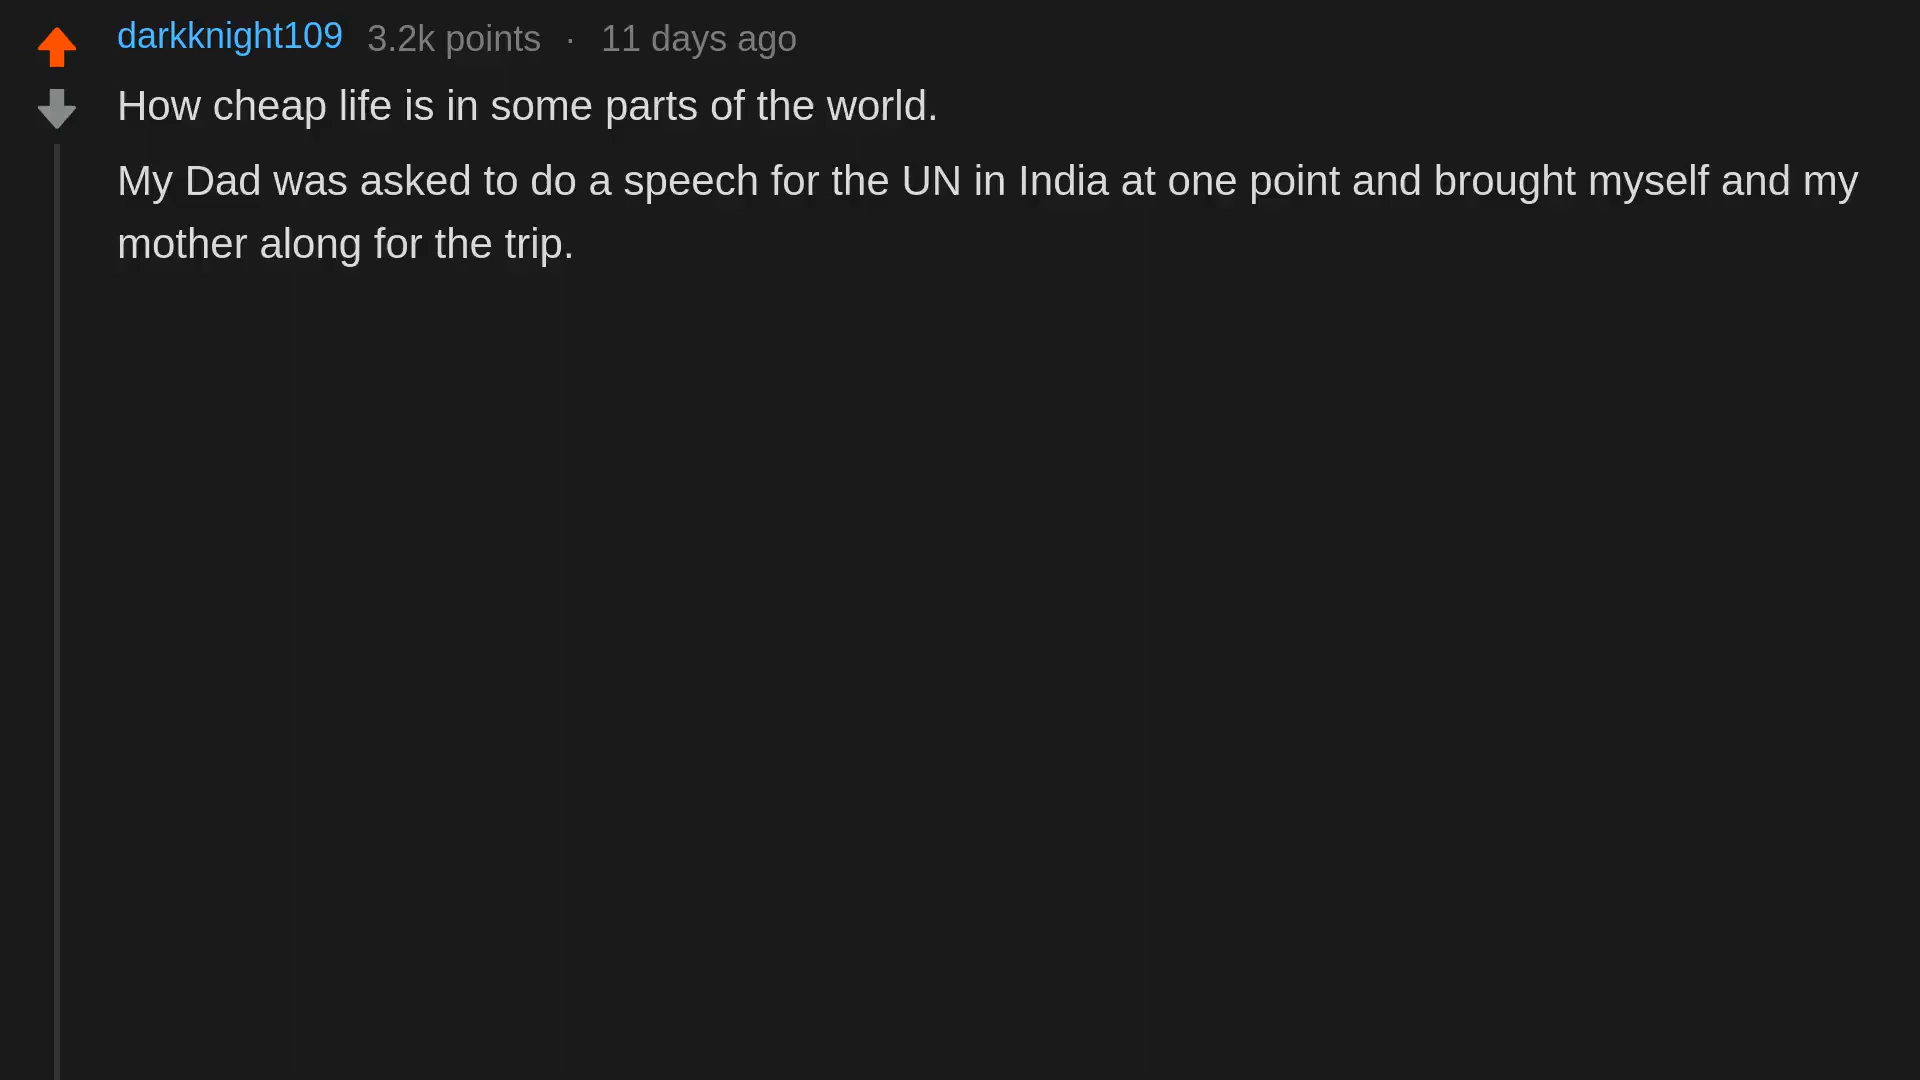 darkknight109 3.2k points · 11 days ago
How cheap life is in some parts of the world.
My Dad was asked to do a speech for the UN in India at one point and brought myself and my
mother along for the trip.